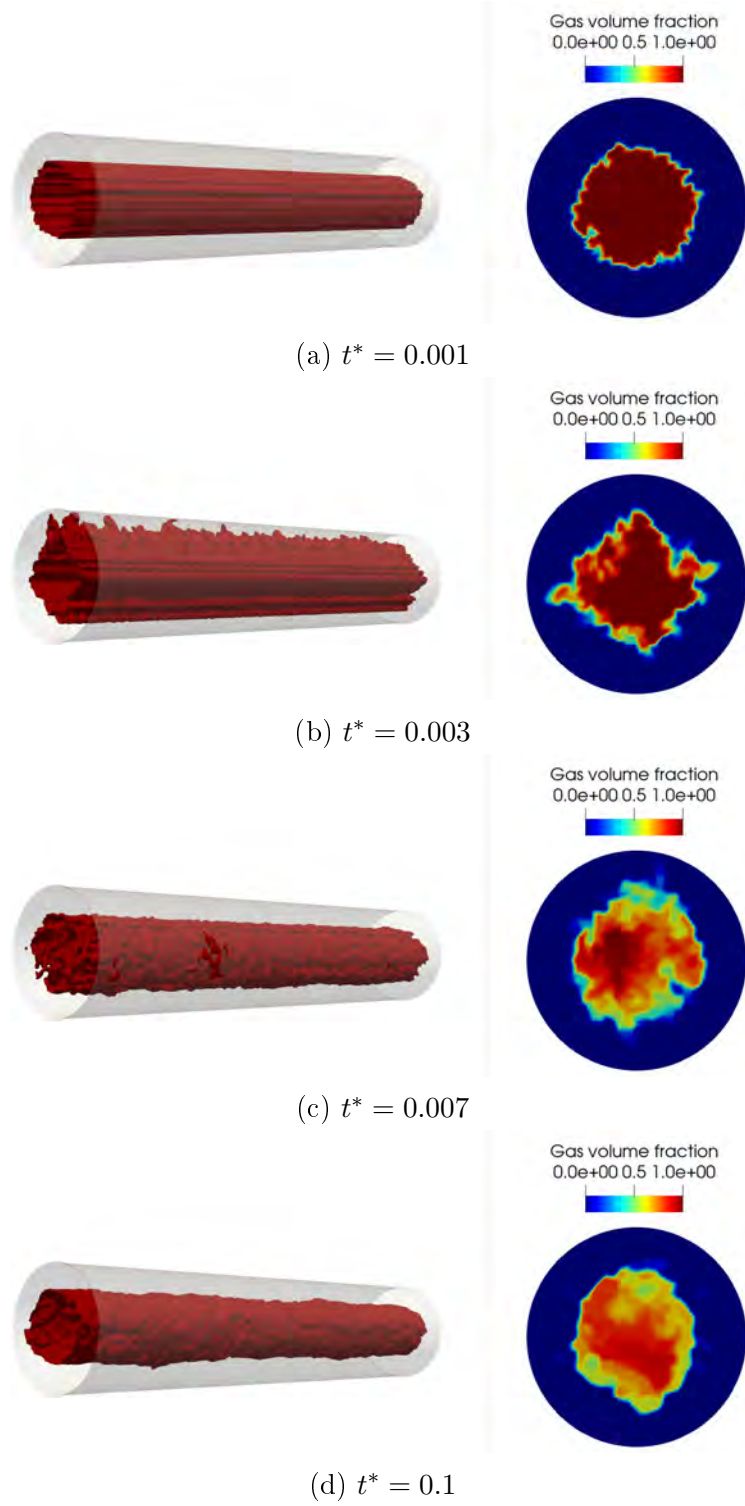 Gas volume fraction
0.0e+00 0.5 1.0e+00
(a) t* = 0.001
Gas volume fraction
0.0e+00 0.5 1.0e+00
(b) t* = 0.003
Gas volume fraction
0.0e+00 0.5 1.0e+00
(c) t* = 0.007
Gas volume fraction
0.0e+00 0.5 1.0e+00
(d) t* = 0.1